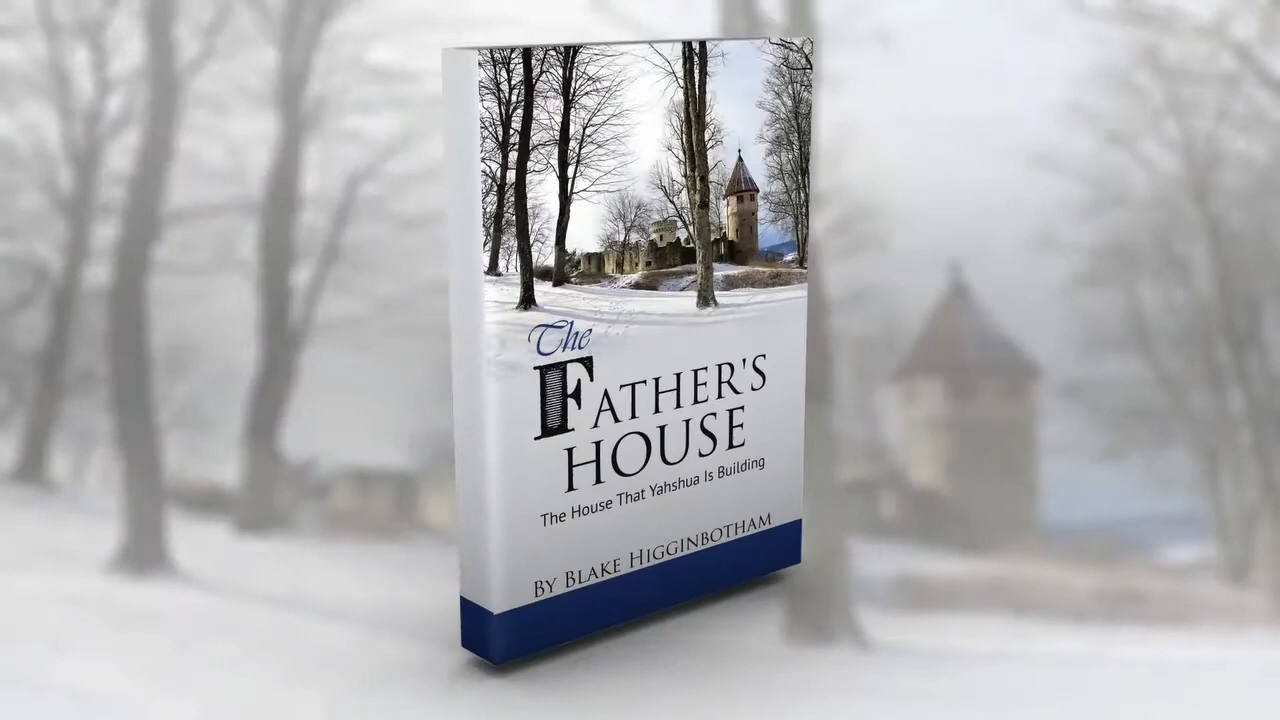 The
FATHER'S
HOUSE
The House That Yahshua Is Building
BY BLAKE HIGGINBOTHAM